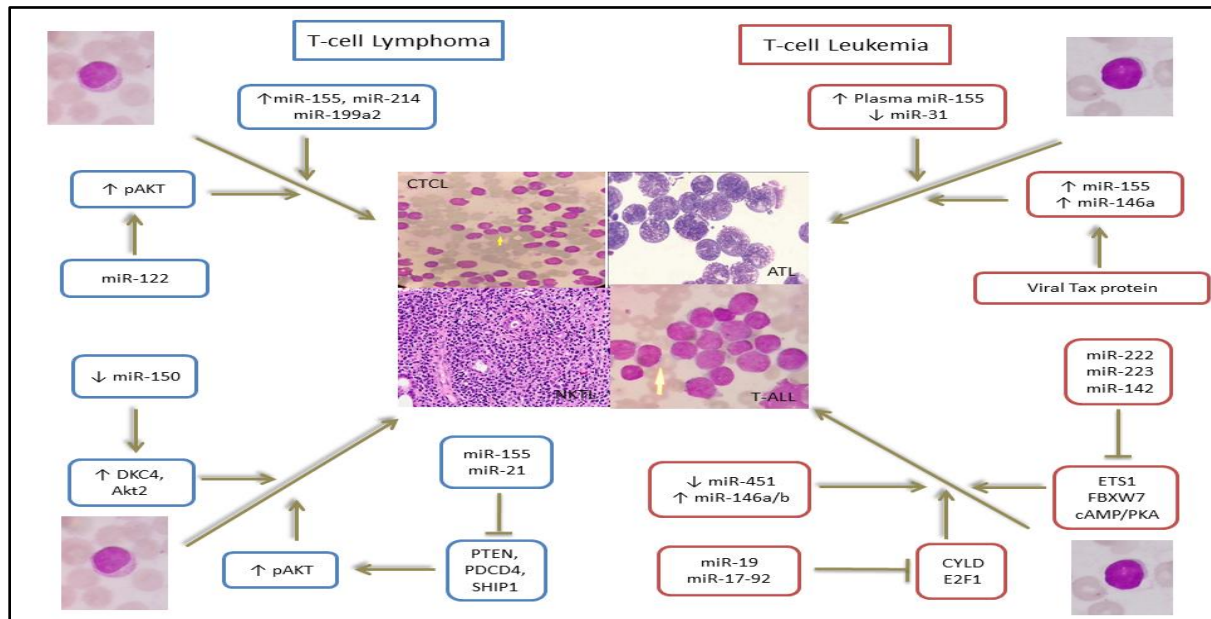 T-cell Lymphoma
T-cell Leukemia
↑miR-155, miR-214
miR-199a2
↑ Plasma miR-155
↓ miR-31
↑ pAKT
miR-122
CTCL
ATL
↑ miR-155
↑ miR-146a
Viral Tax protein
NKTL
T-ALL
↓ miR-150
↑ DKC4,
Akt2
miR-155
miR-21
PTEN,
PDCD4,
SHIP1
↑ pAKT
miR-222
miR-223
miR-142
↓ miR-451
↑ miR-146a/b
ETS1
FBXW7
cAMP/PKA
miR-19
miR-17-92
CYLD
E2F1